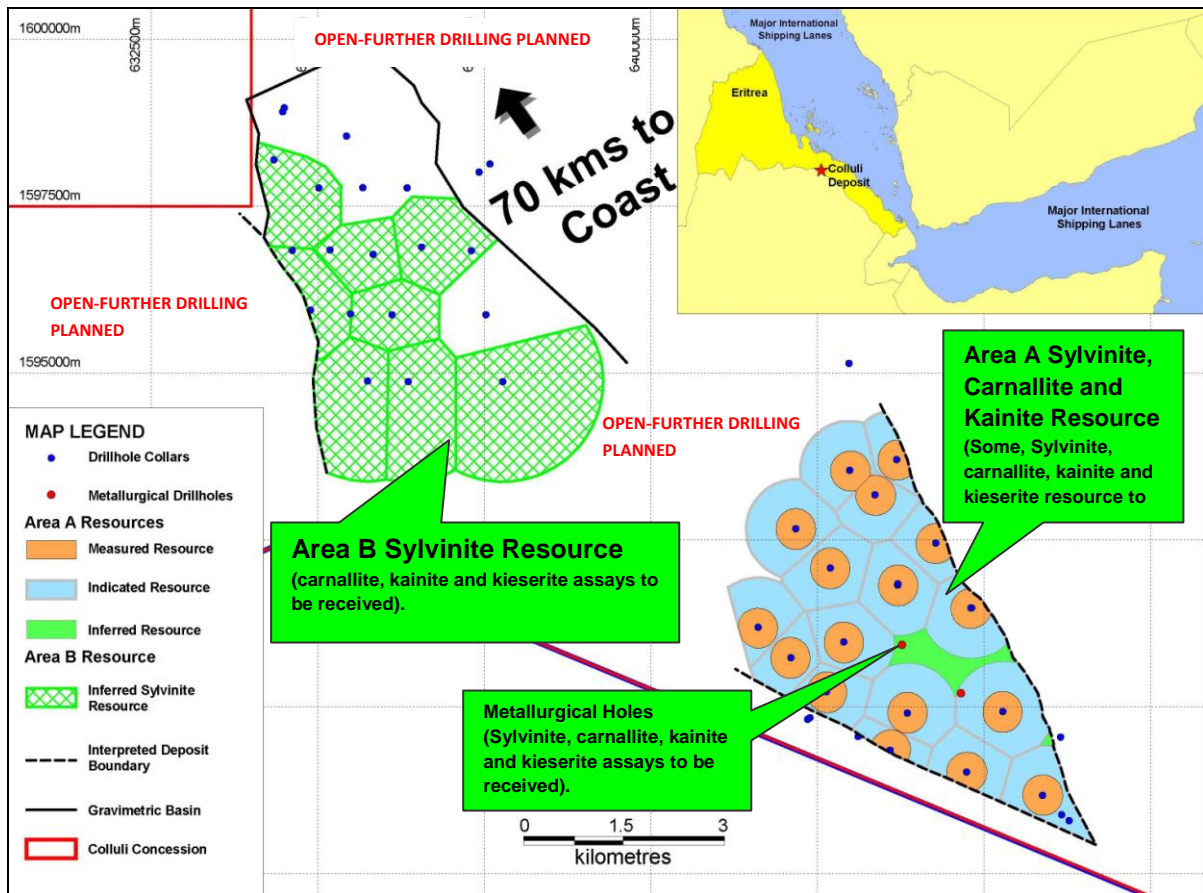 1600000m
632500
OPEN-FURTHER DRILLING PLANNED
640000
1597500m
70 kms to
Coast
OPEN-FURTHER DRILLING
PLANNED
1595000m
OPEN-FURTHER DRILLING
PLANNED
Major International
Shipping Lanes
Eritrea
Colluli
Deposit
Major International
Shipping Lanes
Area A Sylvinite,
Carnallite and
Kainite Resource
(Some, Sylvinite,
carnallite, kainite and
kieserite resource to
Area B Sylvinite Resource
(carnallite, kainite and kieserite assays to
be received).
Metallurgical Holes
(Sylvinite, carnallite, kainite
and kieserite assays to be
received).
MAP LEGEND
Drillhole Collars
Metallurgical Drillholes
Area A Resources
Measured Resource
Indicated Resource
Inferred Resource
Area B Resource
Inferred Sylvinite
Resource
Interpreted Deposit
Boundary
Gravimetric Basin
Colluli Concession
0 1.5 3
kilometres